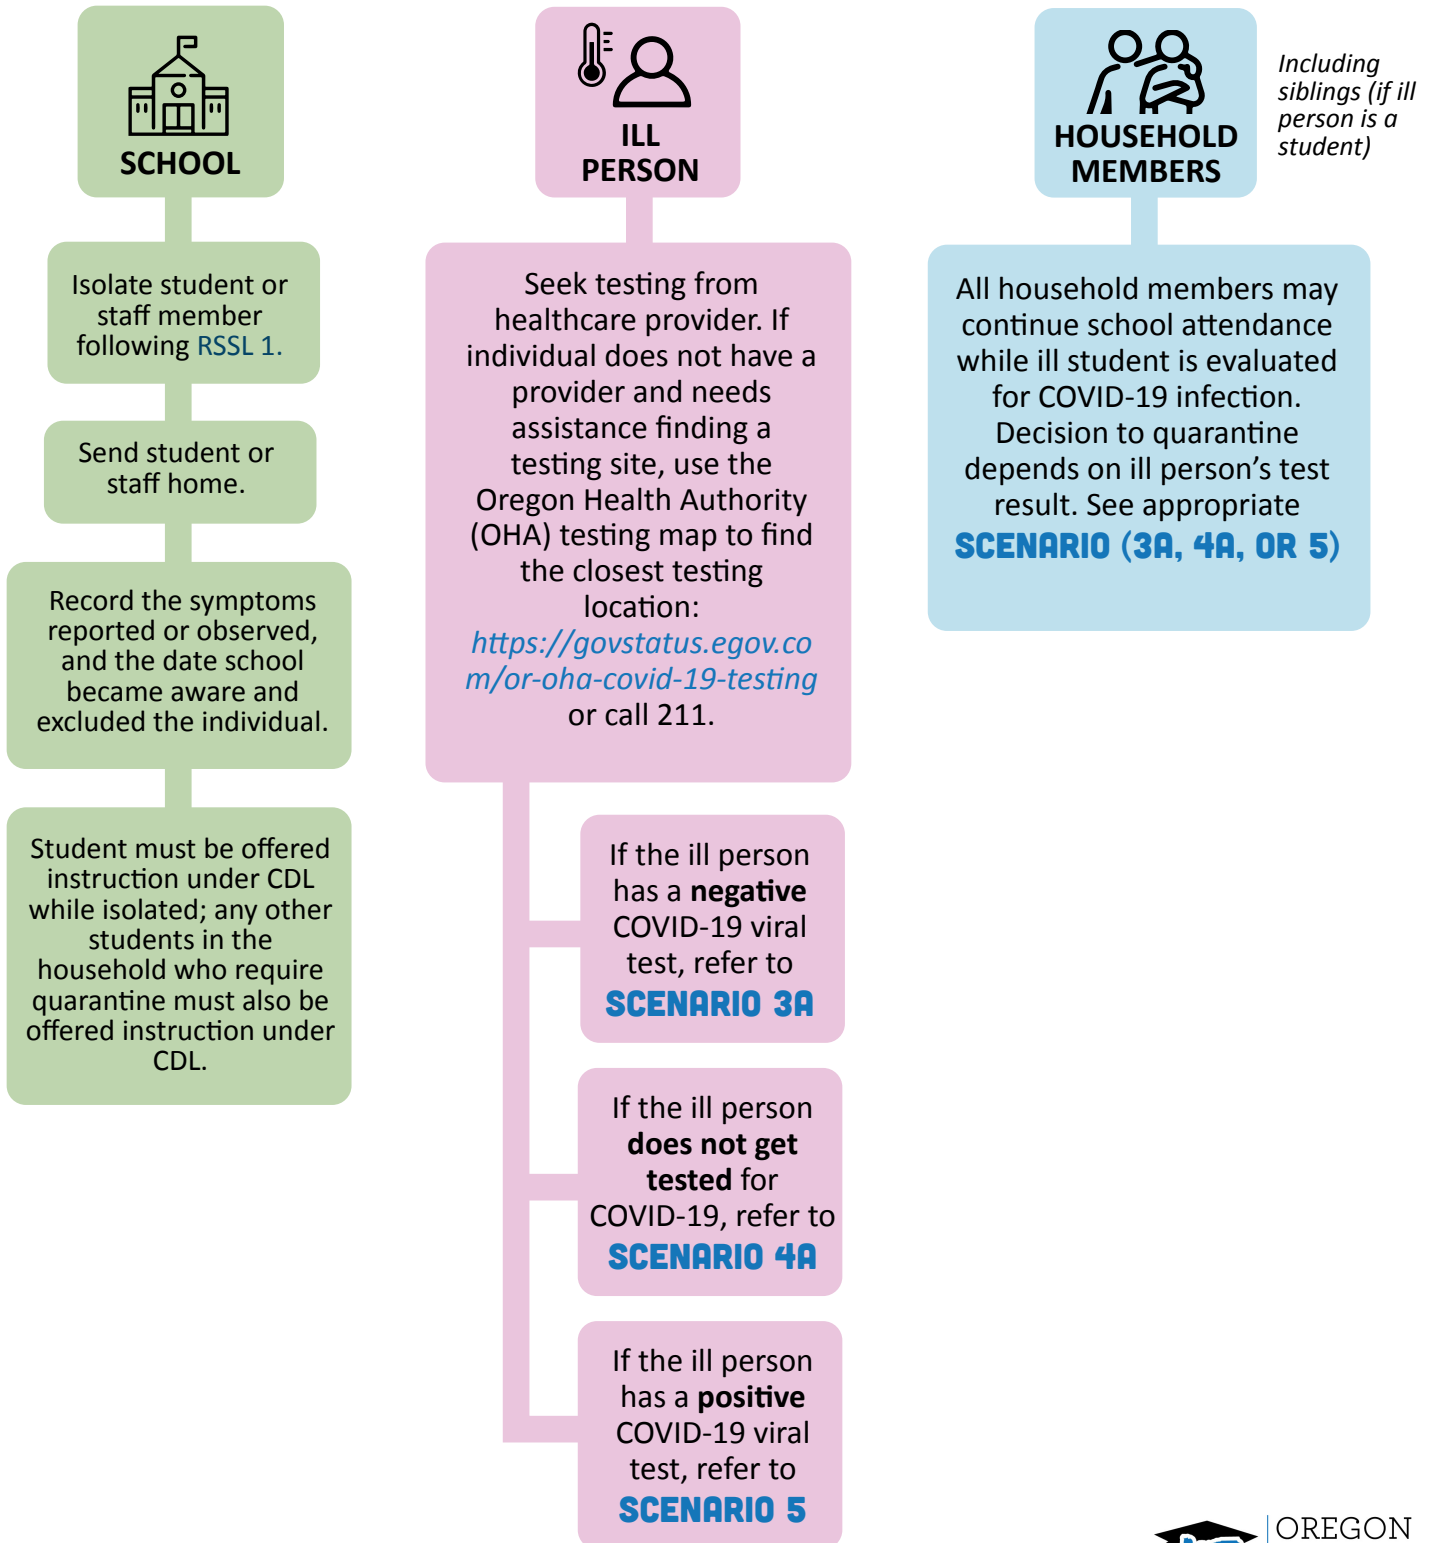 SCHOOL
Isolate student or
staff member
following RSSL 1.
Send student or
staff home.
Record the symptoms
reported or observed,
and the date school
became aware and
excluded the individual.
Student must be offered
instruction under CDL
while isolated; any other
students in the
household who require
quarantine must also be
offered instruction under
CDL.
ILL
PERSON
Seek testing from
healthcare provider. If
individual does not have a
provider and needs
assistance finding a
testing site, use the
Oregon Health Authority
(OHA) testing map to find
the closest testing
location:
https://govstatus.egov.co
m/or-oha-covid-19-testing
or call 211.
If the ill person
has a negative
COVID-19 viral
test, refer to
SCENARIO 3A
If the ill person
does not get
tested for
COVID-19, refer to
SCENARIO 4A
If the ill person
has a positive
COVID-19 viral
test, refer to
SCENARIO 5
HOUSEHOLD
MEMBERS
Including
siblings (if ill
person is a
student)
All household members may
continue school attendance
while ill student is evaluated
for COVID-19 infection.
Decision to quarantine
depends on ill person’s test
result. See appropriate
SCENARIO (3A, 4A, OR 5)
OREGON